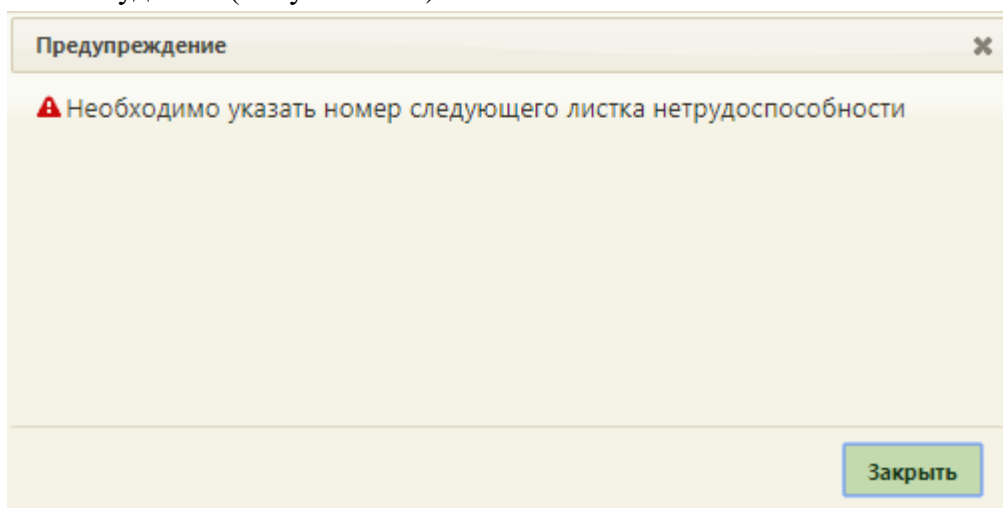 Предупреждение
Необходимо указать номер следующего листка нетрудоспособности
Закрыть